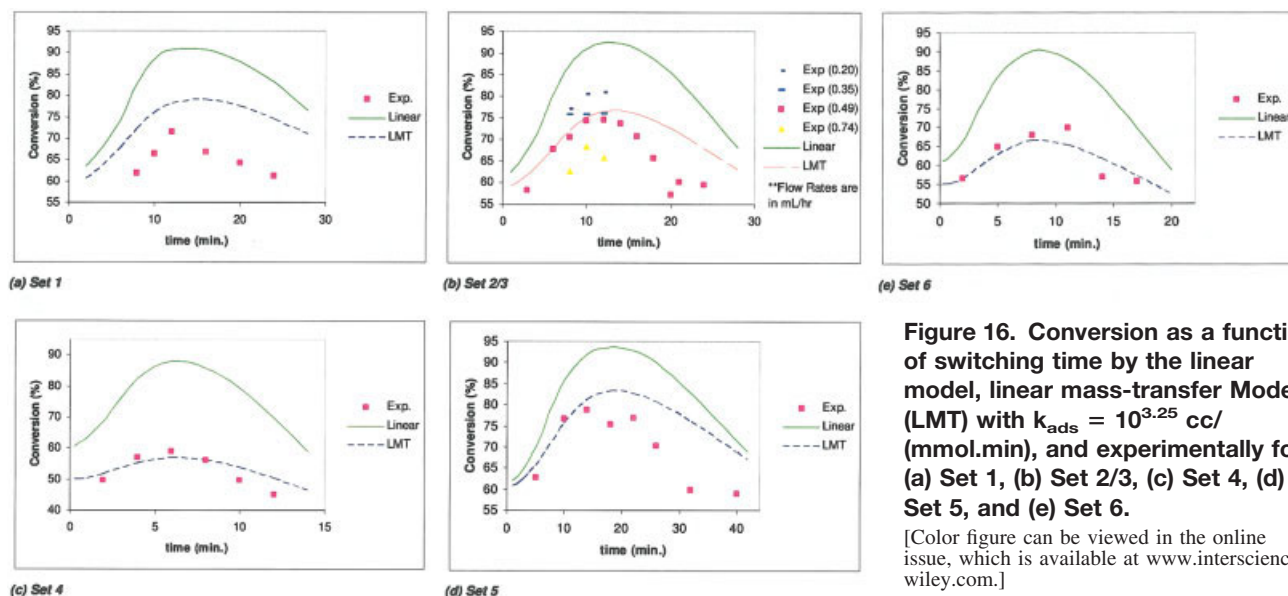 95
90
85
80
75
70
65
60
55
Conversion (%)
0 10 20 30
time (min.)
Exp.
Linear
LMT
(a) Set 1
95
90
85
80
75
70
65
60
55
Conversion (%)
0 10 20 30
time (min.)
Exp (0.20)
Exp (0.35)
Exp (0.49)
Exp (0.74)
Linear
LMT
**Flow Rates are
in mL/hr
(b) Set 2/3
95
90
85
80
75
70
65
60
55
50
Conversion (%)
0 5 10 15 20
time (min.)
Exp.
Linear
LMT
(e) Set 6
90
80
70
60
50
40
Conversion (%)
0 5 10 15
time (min.)
Exp.
Linear
LMT
(c) Set 4
95
90
85
80
75
70
65
60
55
Conversion (%)
0 10 20 30 40
time (min.)
Exp.
Linear
LMT
(d) Set 5
Figure 16. Conversion as a functi
of switching time by the linear
model, linear mass-transfer Mode
(LMT) with kads = 10^3.25 cc/
(mmol.min), and experimentally fo
(a) Set 1, (b) Set 2/3, (c) Set 4, (d)
Set 5, and (e) Set 6.
[Color figure can be viewed in the online
issue, which is available at www.interscienc
wiley.com.]